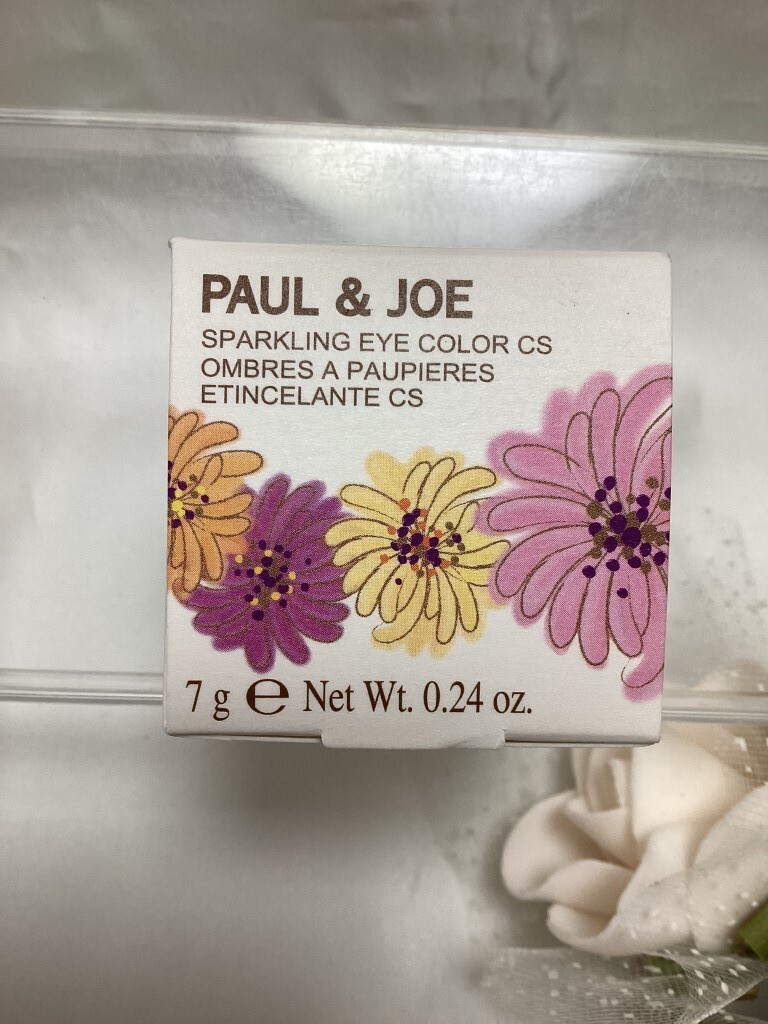 PAUL & JOE
SPARKLING EYE COLOR CS
OMBRES A PAUPIERES
ETINCELANTE CS
7 g ℮ Net Wt. 0.24 oz.